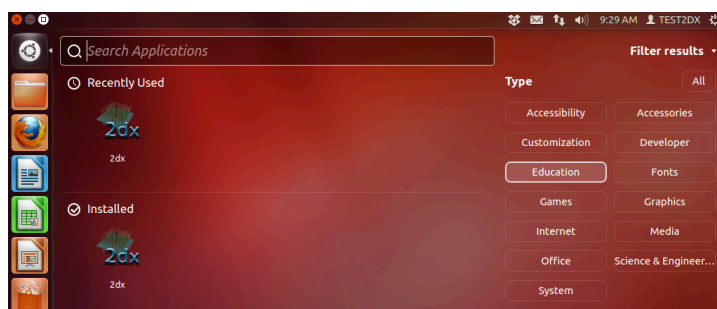 9:29 AM TEST2DX
Search Applications
Filter results
Recently Used
2dx
2dx
Installed
2dx
2dx
Type
All
Accessibility
Accessories
Customization
Developer
Education
Fonts
Games
Graphics
Internet
Media
Office
Science & Engineer...
System